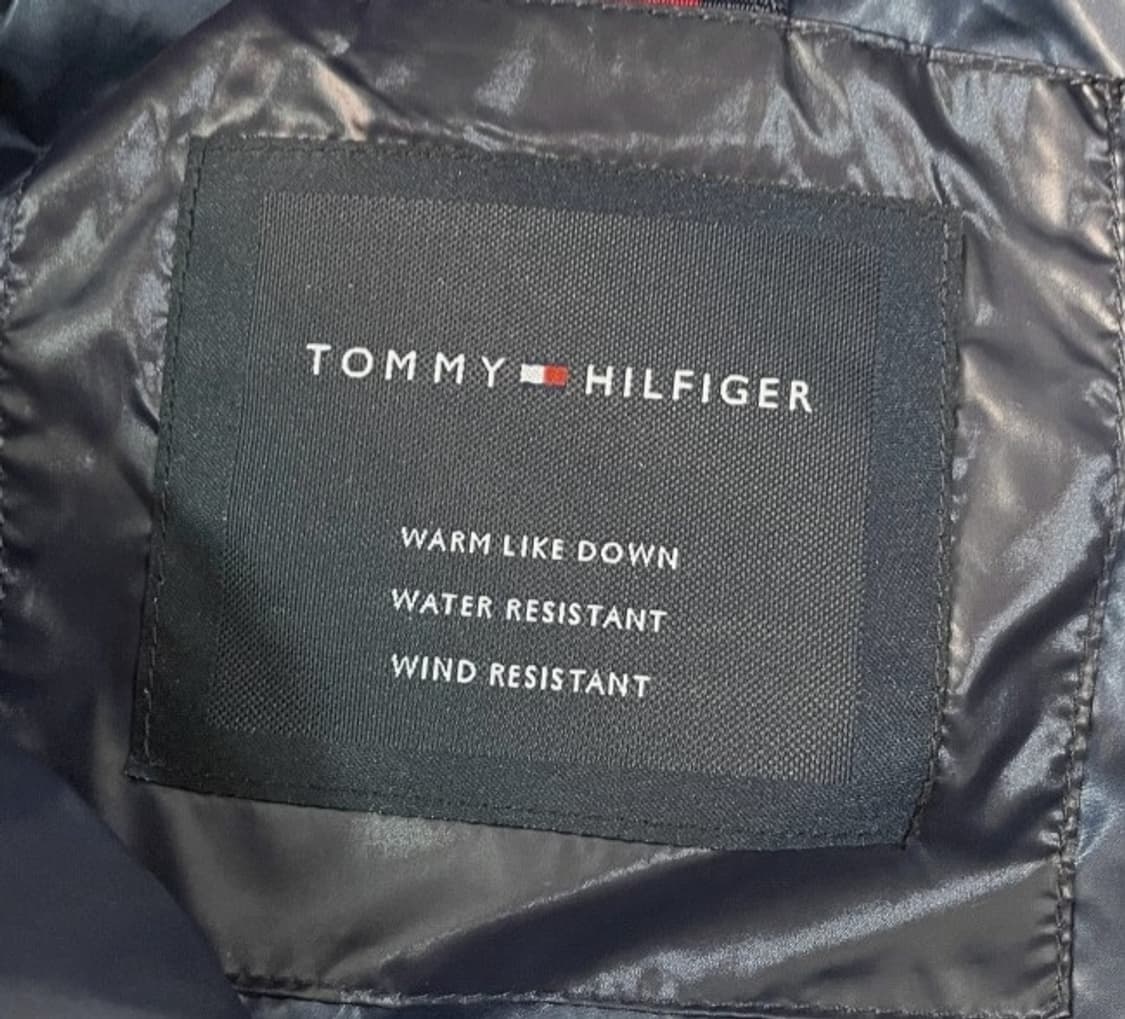 TOMMY HILFIGER
WARM LIKE DOWN
WATER RESISTANT
WIND RESISTANT